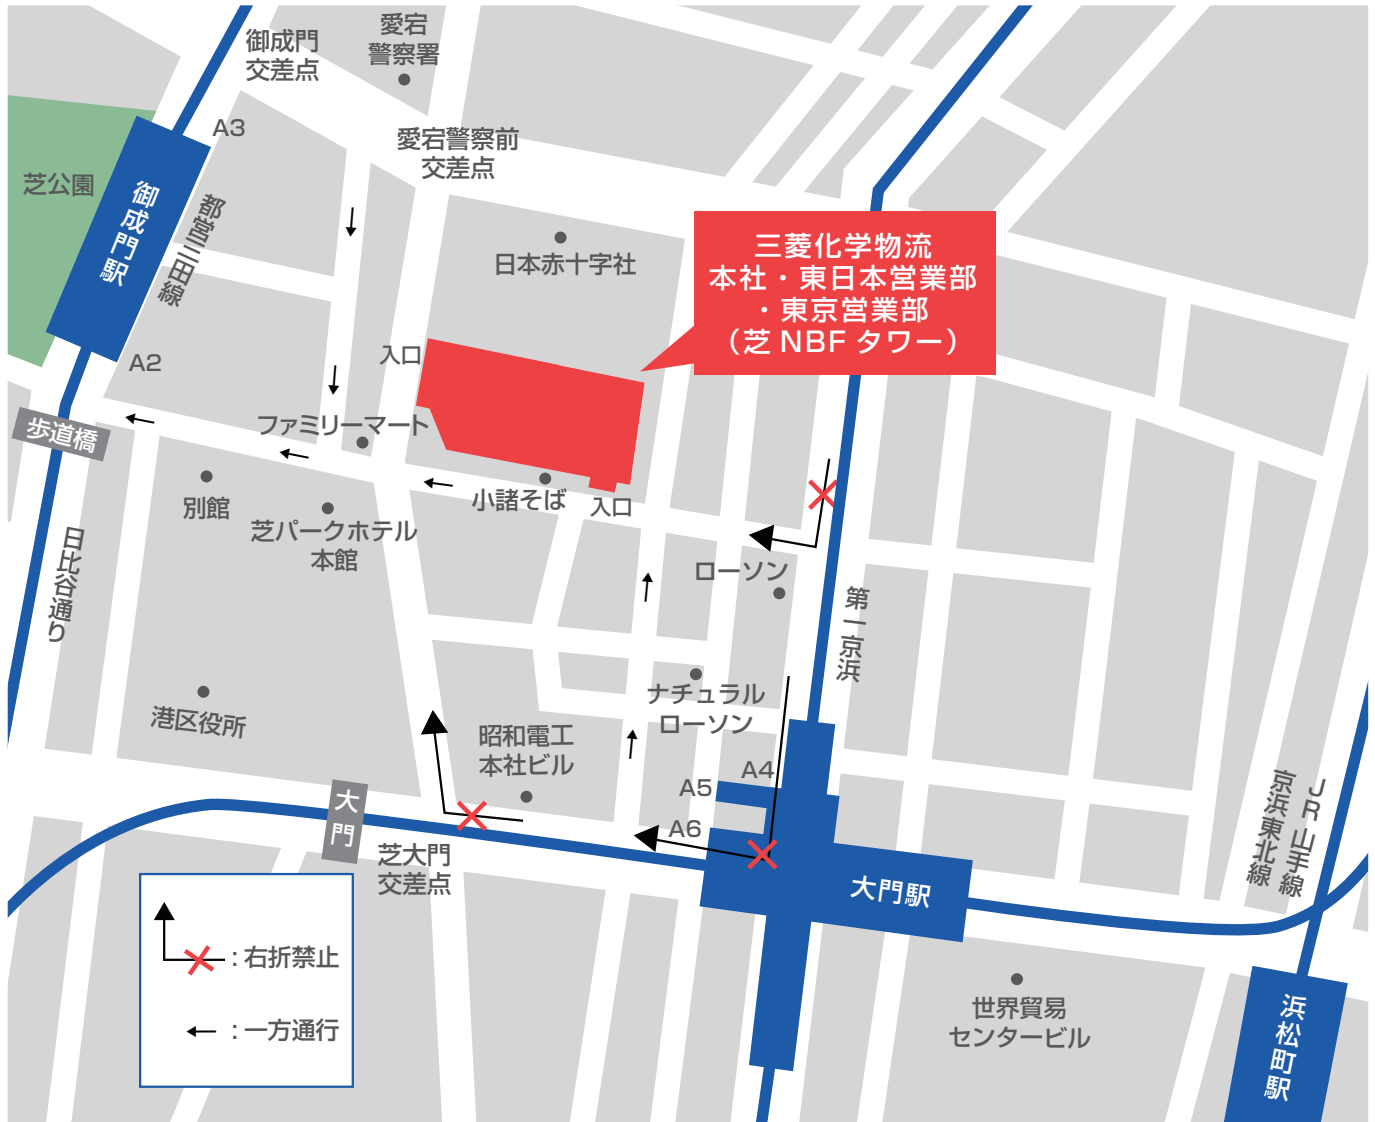 御成門
交差点
愛宕
警察署
A3
愛宕警察前
交差点
芝公園
御成門駅
都営三田線
日本赤十字社
三菱化学物流
本社・東日本営業部
・東京営業部
（芝 NBF タワー）
入口
A2
ファミリーマート
歩道橋
別館
芝パークホテル
本館
小諸そば
入口
日比谷通り
ローソン
第一京浜
ナチュラル
ローソン
港区役所
昭和電工
本社ビル
A4
A5
A6
大門
芝大門
交差点
大門駅
JR山手線
京浜東北線
：右折禁止
：一方通行
世界貿易
センタービル
浜松町駅